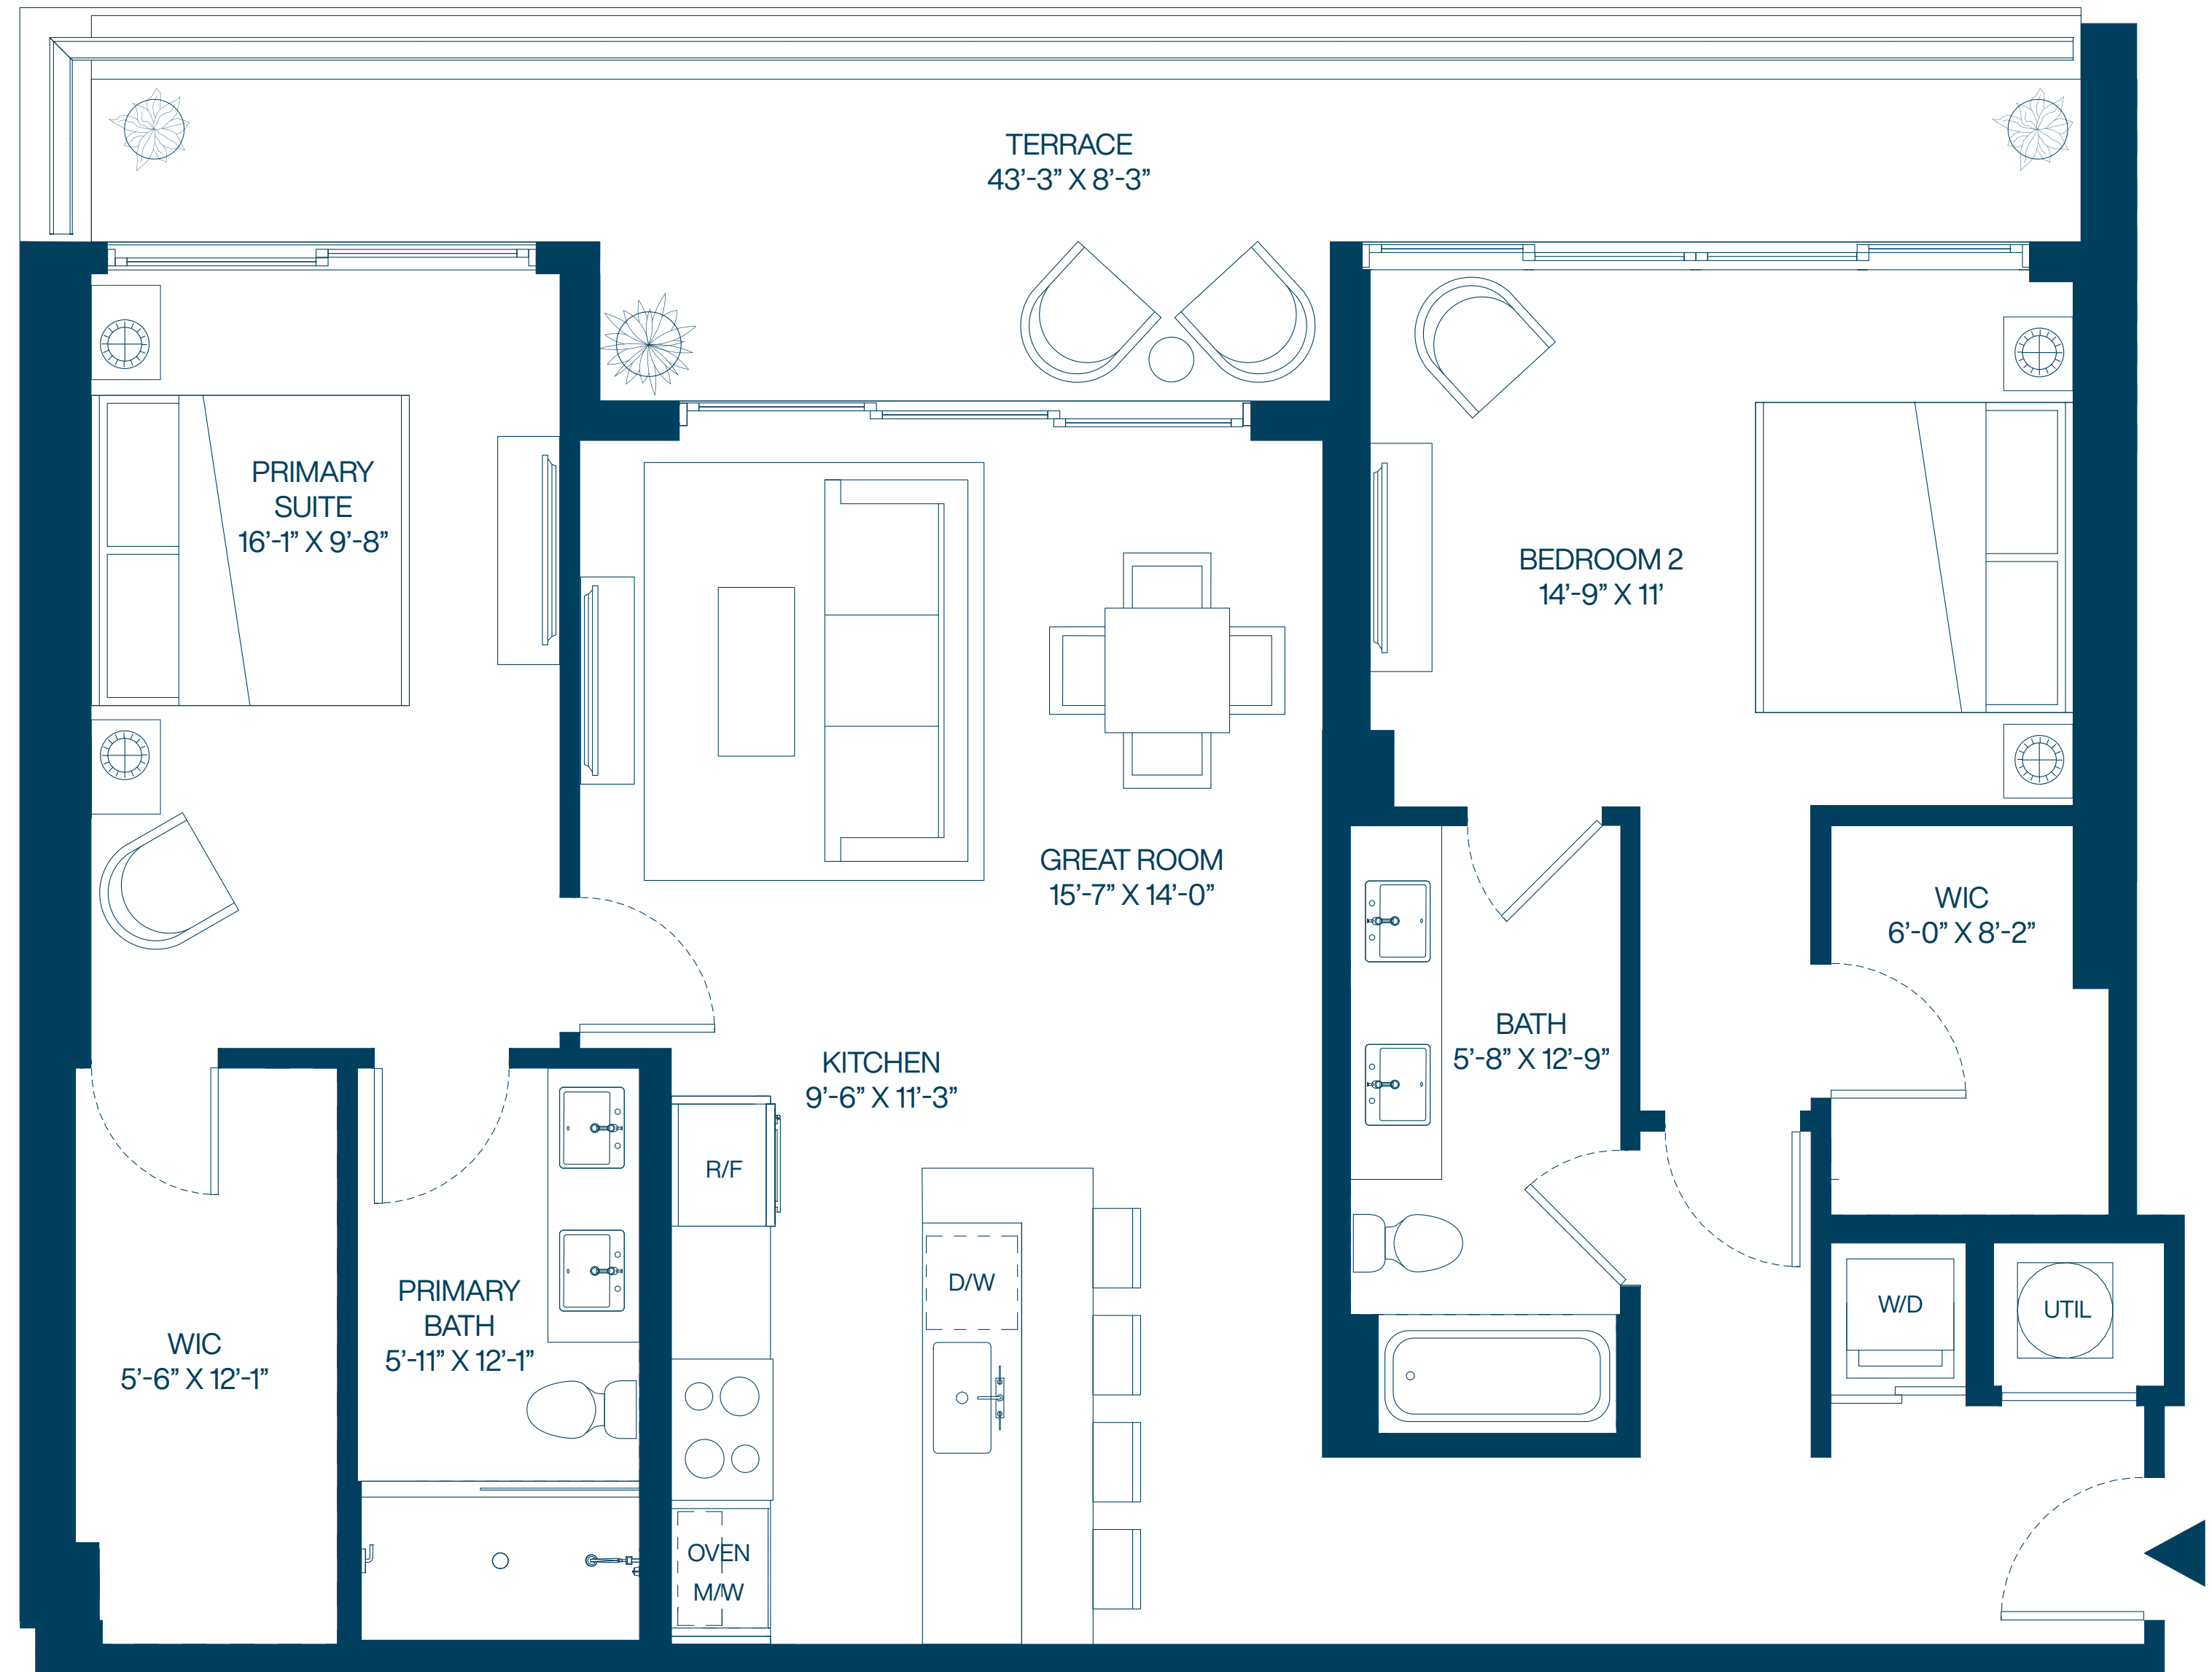 TERRACE
43’-3” X 8’-3”
PRIMARY
SUITE
16’-1” X 9’-8”
BEDROOM 2
14’-9” X 11’
GREAT ROOM
15’-7” X 14’-0”
WIC
6’-0” X 8’-2”
BATH
5’-8” X 12’-9”
KITCHEN
9’-6” X 11’-3”
R/F
D/W
PRIMARY
BATH
5’-11” X 12’-1”
WIC
5’-6” X 12’-1”
W/D
UTIL
OVEN
M/W